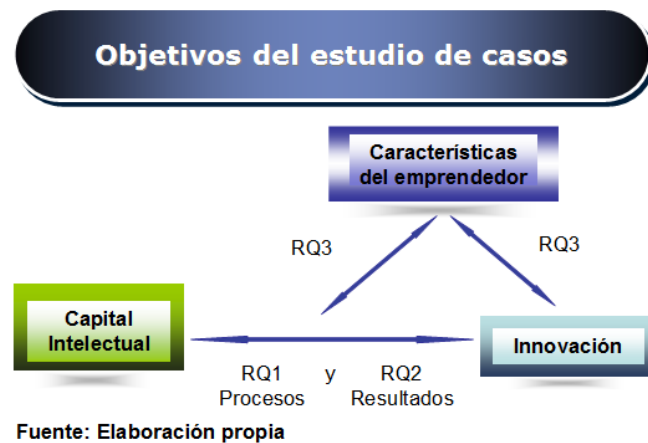 Objetivos del estudio de casos
Características
del emprendedor
RQ3
RQ3
Capital
Intelectual
Innovación
RQ1 y RQ2
Procesos Resultados
Fuente: Elaboración propia